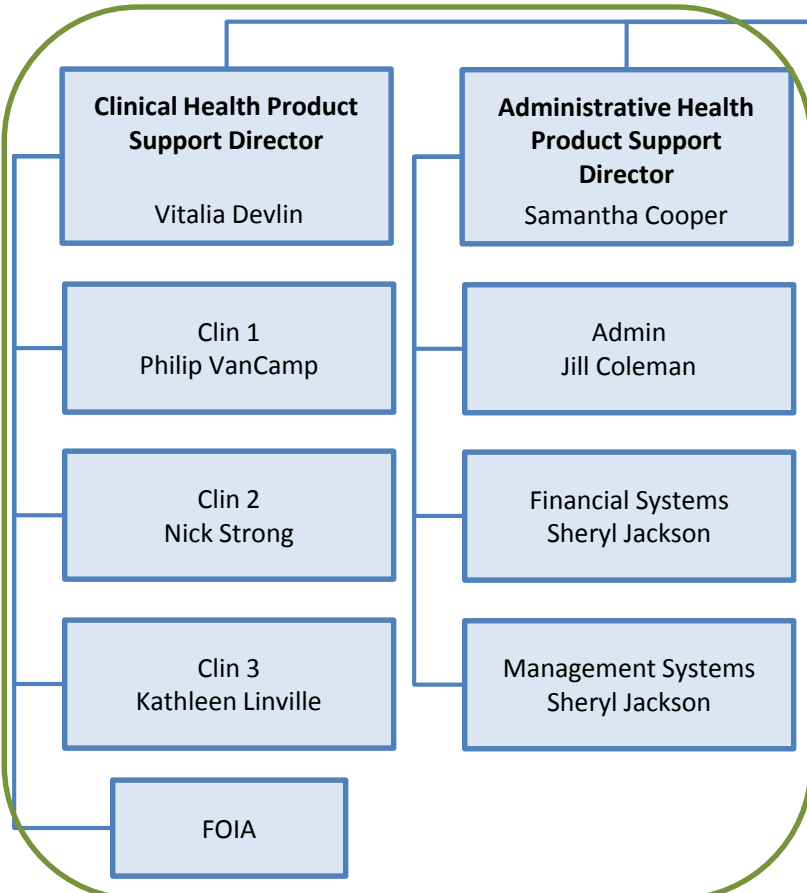 Clinical Health Product
Support Director
Vitalia Devlin
Clin 1
Philip VanCamp
Clin 2
Nick Strong
Clin 3
Kathleen Linville
FOIA
Administrative Health
Product Support
Director
Samantha Cooper
Admin
Jill Coleman
Financial Systems
Sheryl Jackson
Management Systems
Sheryl Jackson